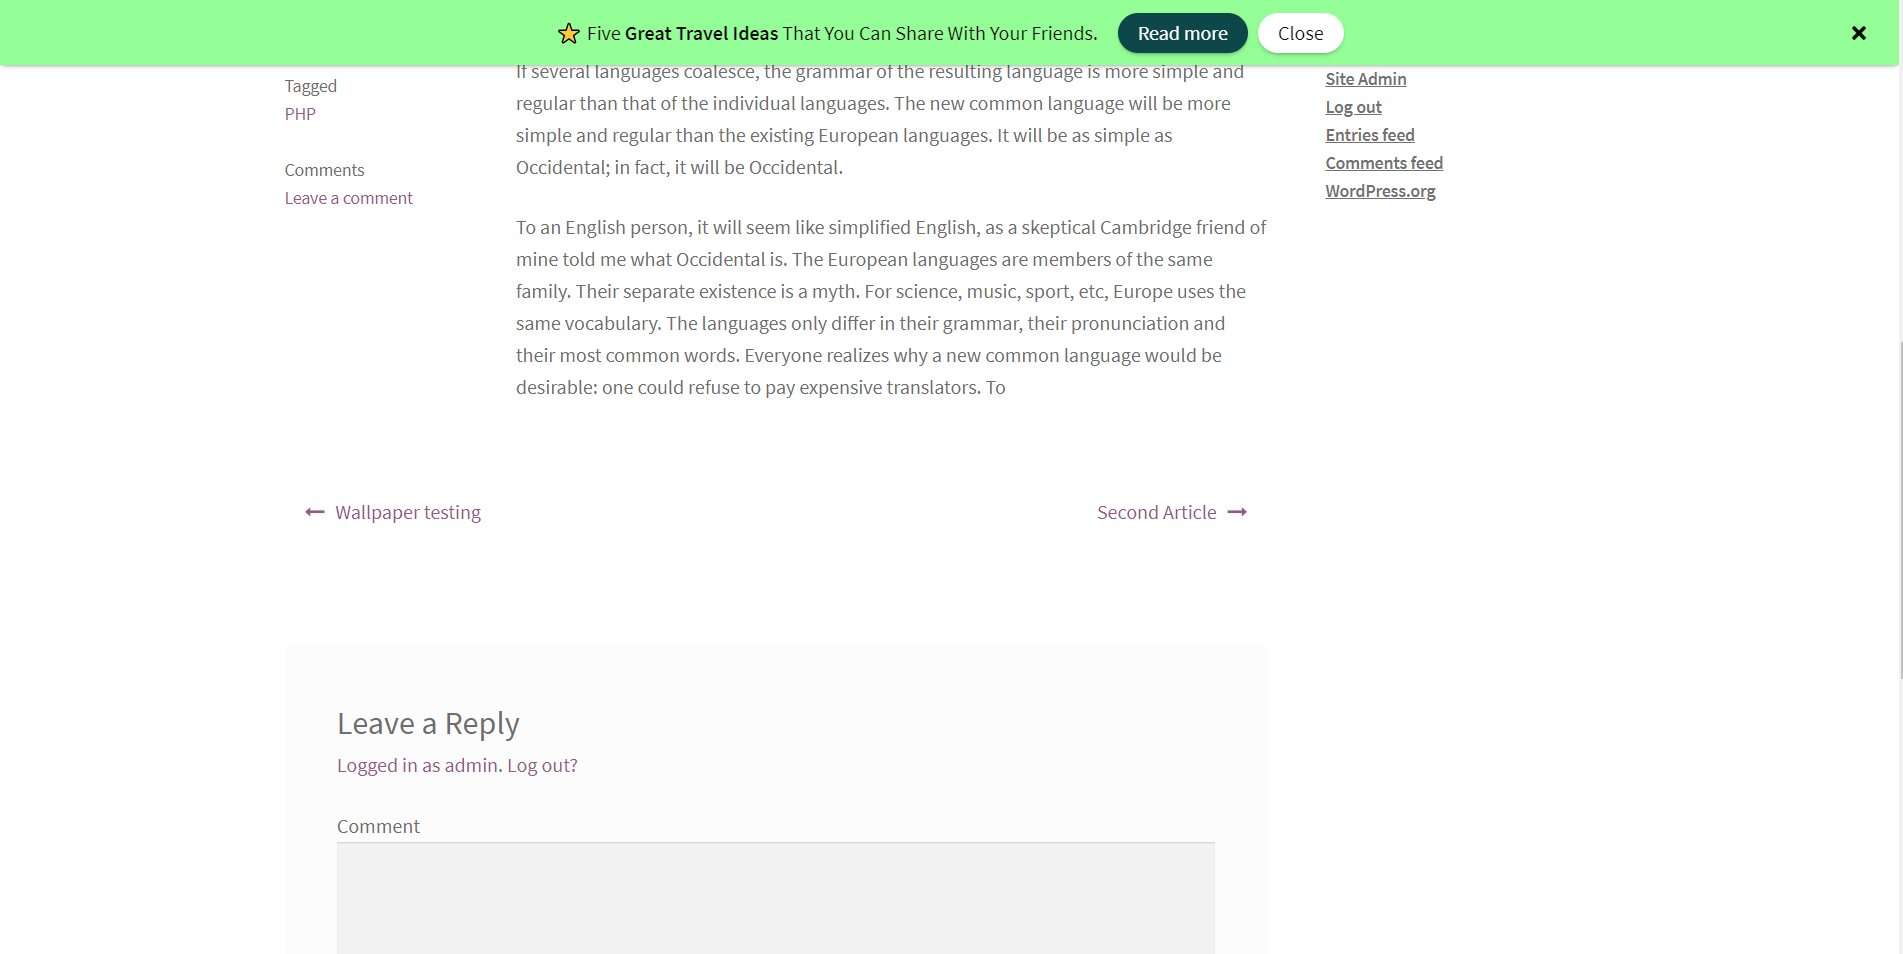 Five Great Travel Ideas That You Can Share With Your Friends. Read more Close
Tagged
PHP
Comments
Leave a comment
If several languages coalesce, the grammar of the resulting language is more simple and
regular than that of the individual languages. The new common language will be more
simple and regular than the existing European languages. It will be as simple as
Occidental; in fact, it will be Occidental.
To an English person, it will seem like simplified English, as a skeptical Cambridge friend of
mine told me what Occidental is. The European languages are members of the same
family. Their separate existence is a myth. For science, music, sport, etc, Europe uses the
same vocabulary. The languages only differ in their grammar, their pronunciation and
their most common words. Everyone realizes why a new common language would be
desirable: one could refuse to pay expensive translators. To
Site Admin
Log out
Entries feed
Comments feed
WordPress.org
Wallpaper testing
Second Article
Leave a Reply
Logged in as admin. Log out?
Comment